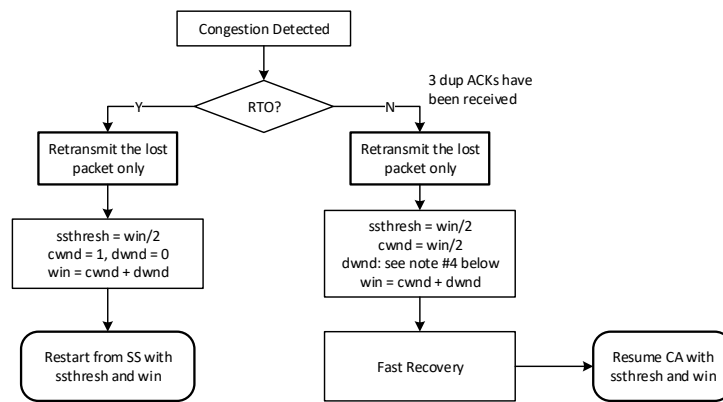 Congestion Detected
3 dup ACKs have
been received
RTO?
Y
N
Retransmit the lost
packet only
Retransmit the lost
packet only
ssthresh = win/2
cwnd = 1, dwnd = 0
win = cwnd + dwnd
ssthresh = win/2
cwnd = win/2
dwnd: see note #4 below
win = cwnd + dwnd
Restart from SS with
ssthresh and win
Fast Recovery
Resume CA with
ssthresh and win